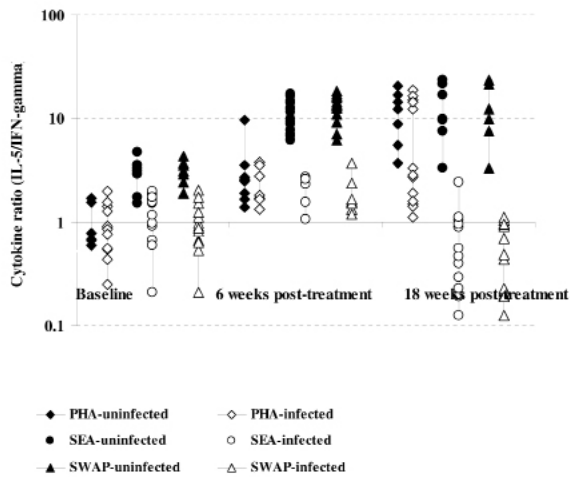 100
10
1
0.1
Cytokine ratio (IL-5/IFN-gamma)
Baseline
6 weeks post-treatment
18 weeks post-treatment
PHA-uninfected
PHA-infected
SEA-uninfected
SEA-infected
SWAP-uninfected
SWAP-infected